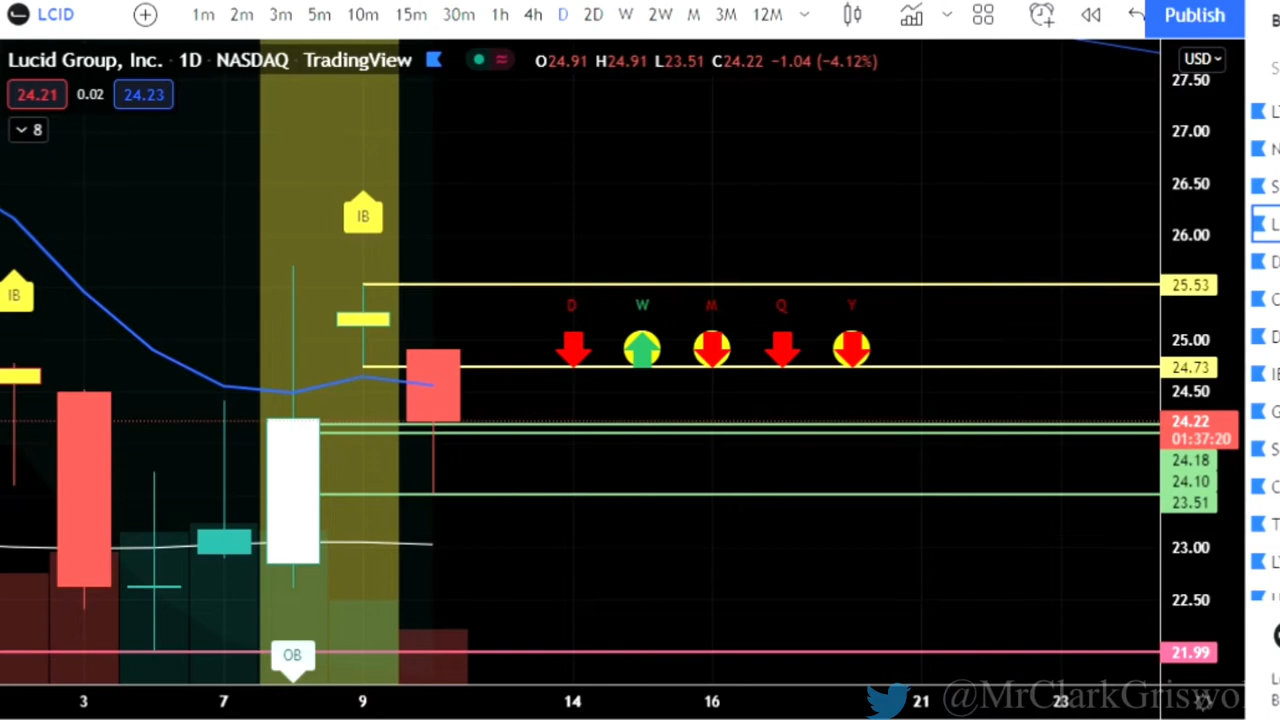 LCID
1m 2m 3m 5m 10m 15m 30m 1h 4h D 2D W 2W M 3M 12M
Publish
Lucid Group, Inc. · 1D · NASDAQ · TradingView
O24.91 H24.91 L23.51 C24.22 −1.04 (−4.12%)
USD
24.21 0.02 24.23
8
27.50
27.00
26.50
IB
26.00
IB
25.53
D W M Q Y
25.00
24.73
24.50
24.22
01:37:20
24.18
24.10
23.51
23.00
22.50
OB
21.99
3 7 9 14 16 21 23